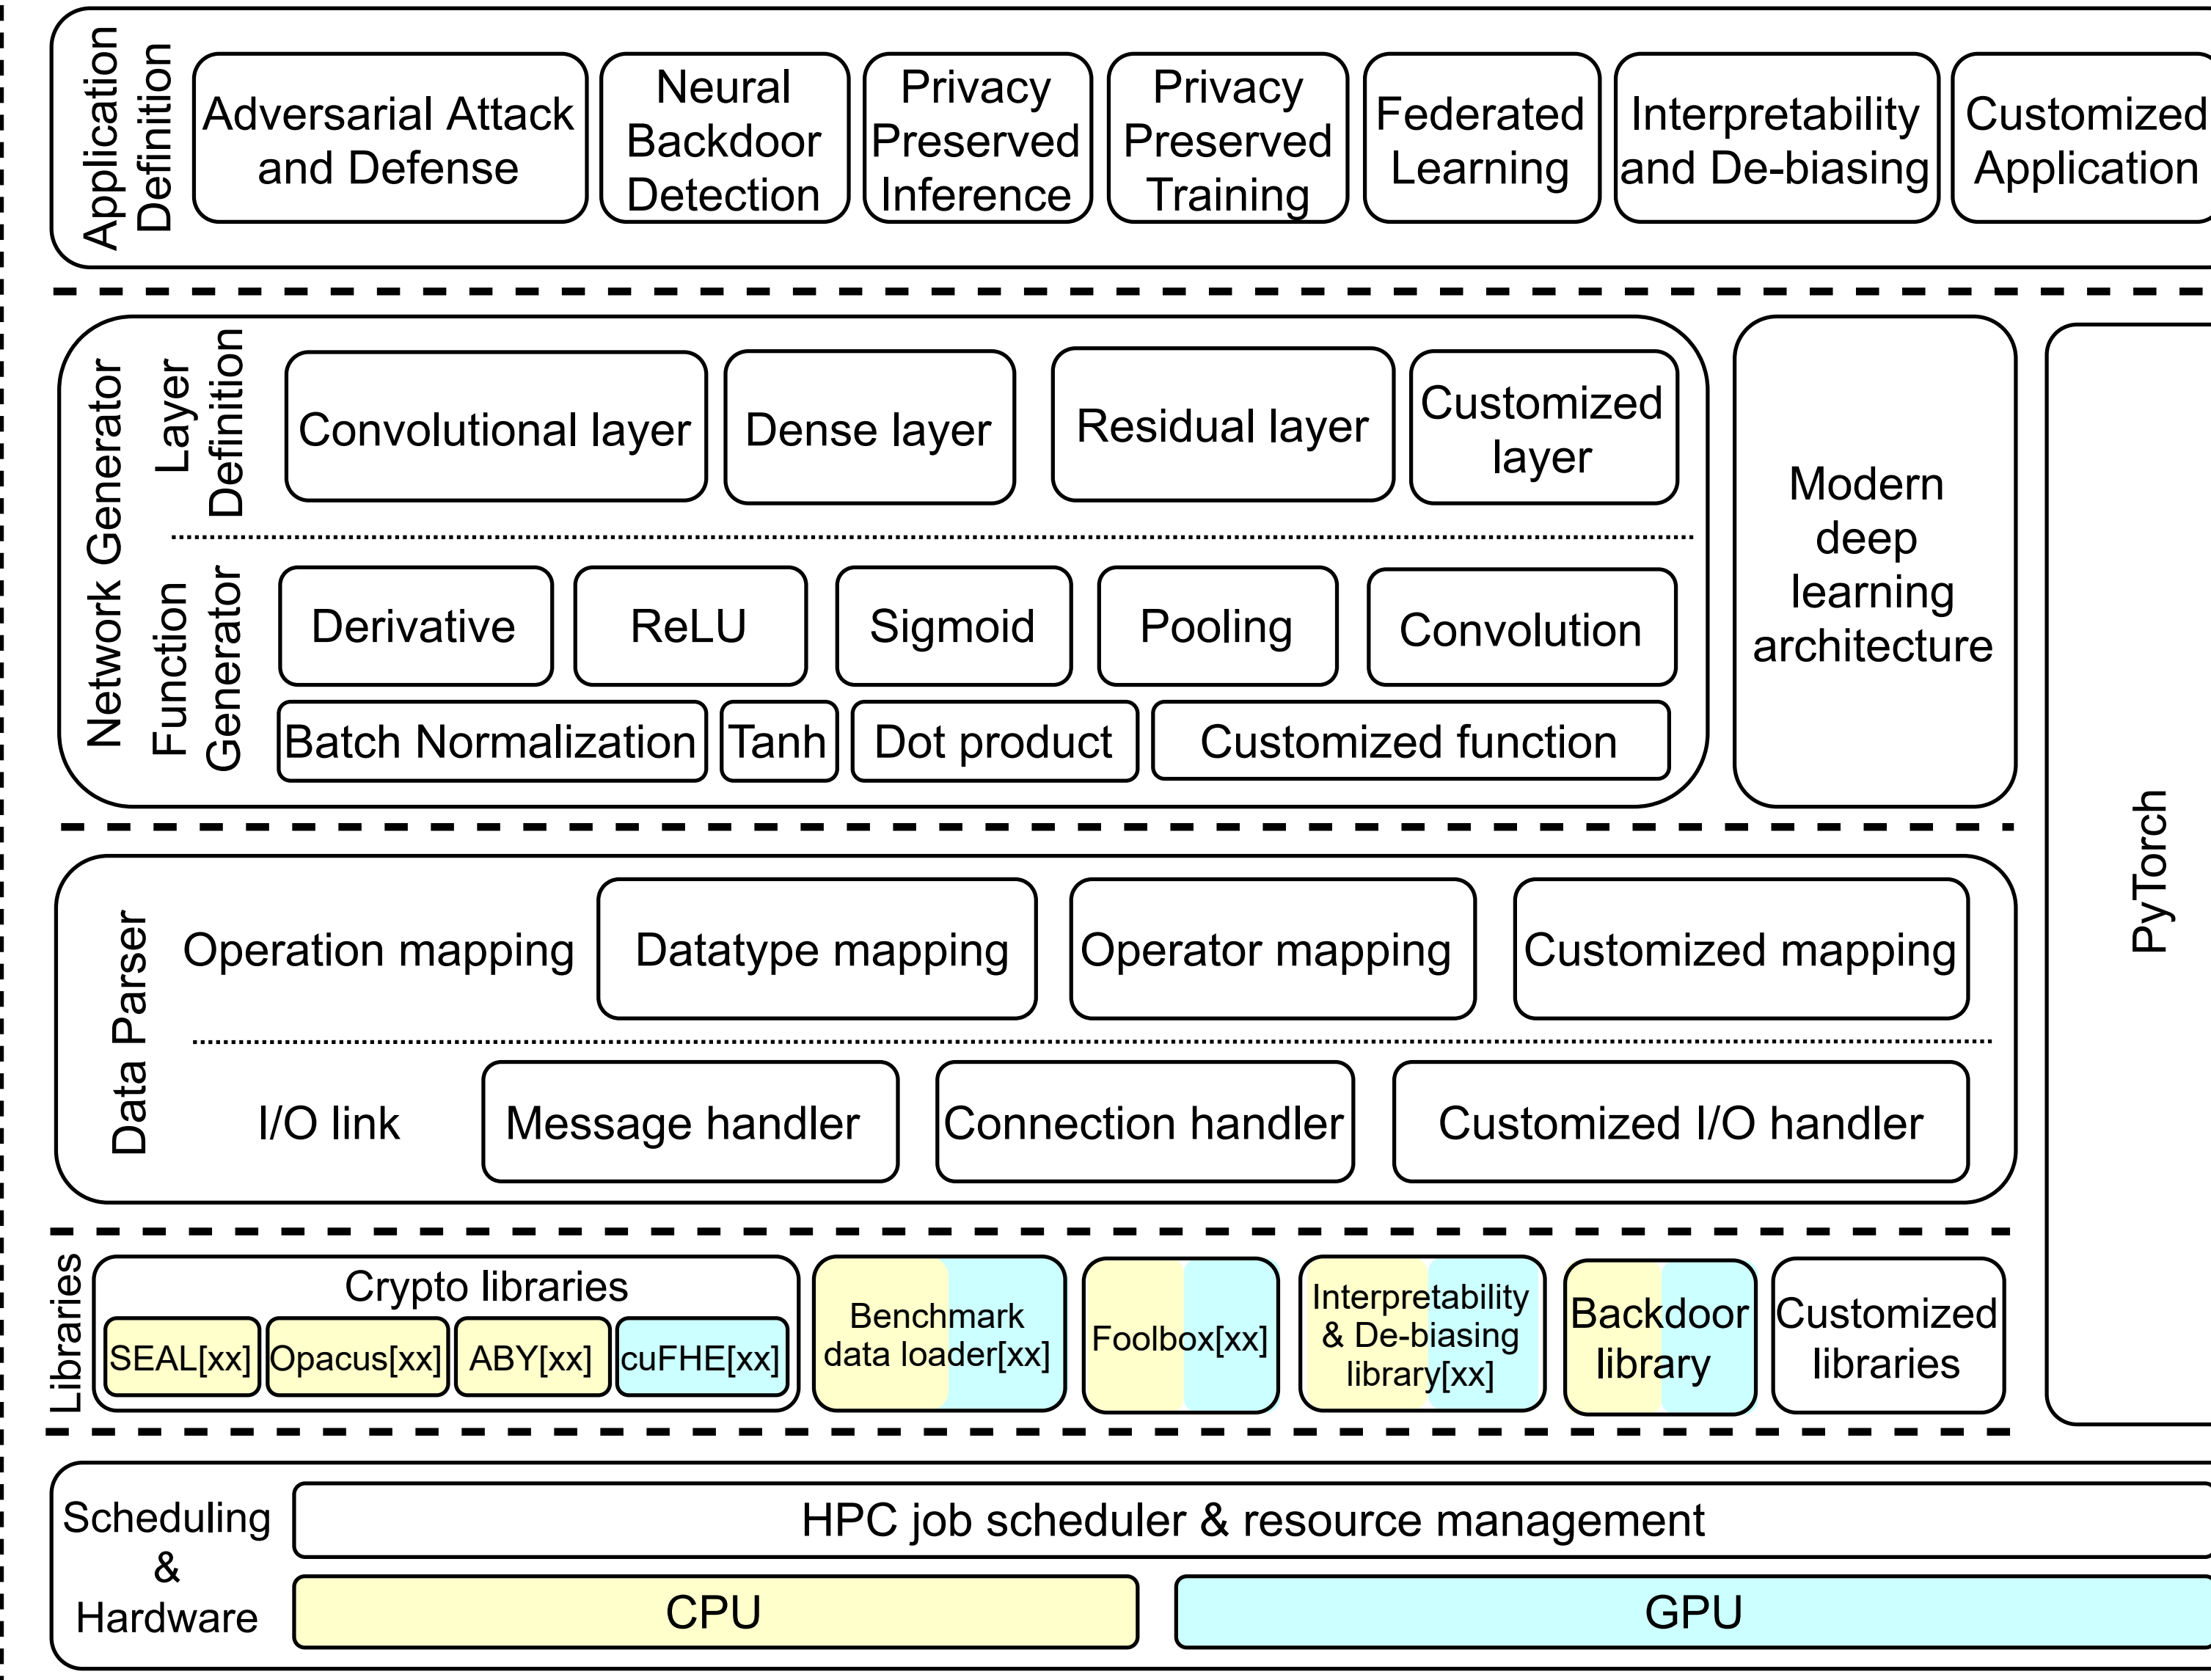 Application
Definition
Adversarial Attack
and Defense
Neural
Backdoor
Detection
Privacy
Preserved
Inference
Privacy
Preserved
Training
Federated
Learning
Interpretability
and De-biasing
Customized
Application
Network Generator
Layer
Definition
Convolutional layer
Dense layer
Residual layer
Customized
layer
Function
Generator
Derivative
ReLU
Sigmoid
Pooling
Convolution
Batch Normalization
Tanh
Dot product
Customized function
Modern
deep
learning
architecture
PyTorch
Data Parser
Operation mapping
Datatype mapping
Operator mapping
Customized mapping
I/O link
Message handler
Connection handler
Customized I/O handler
Libraries
Crypto libraries
SEAL[xx]
Opacus[xx]
ABY[xx]
cuFHE[xx]
Benchmark
data loader[xx]
Foolbox[xx]
Interpretability
& De-biasing
library[xx]
Backdoor
library
Customized
libraries
Scheduling
&
Hardware
HPC job scheduler & resource management
CPU
GPU